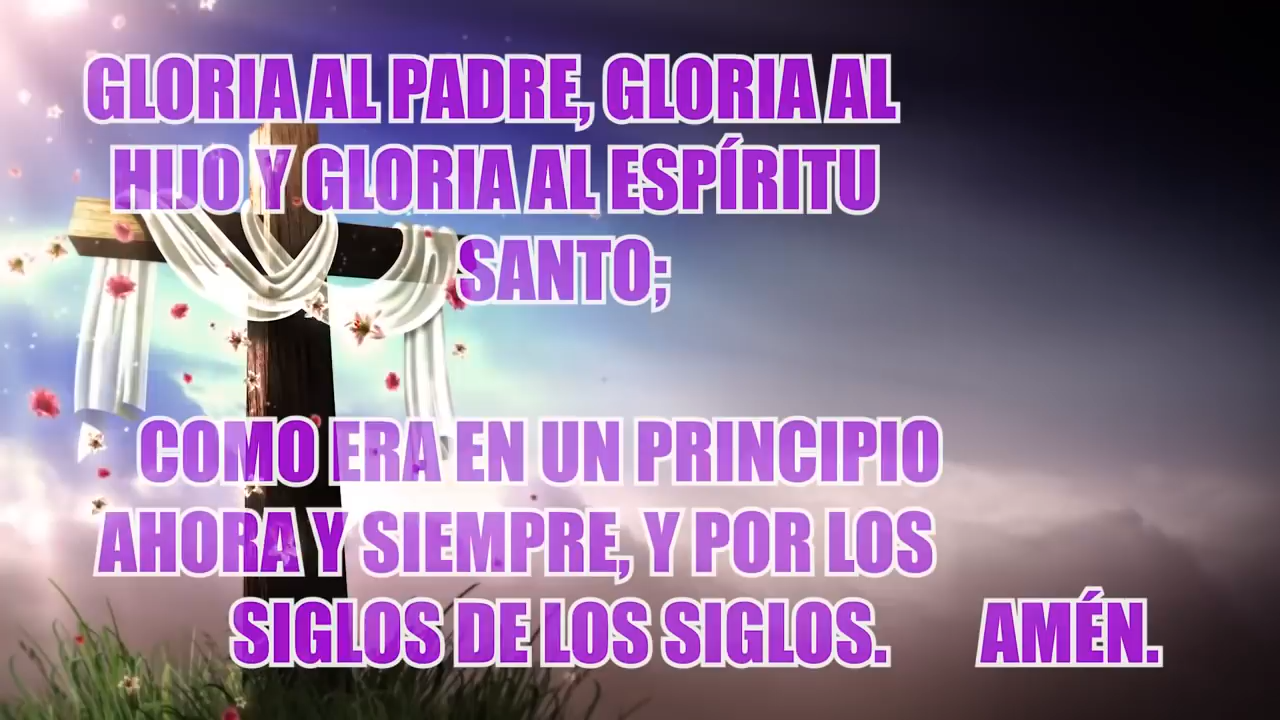 GLORIA AL PADRE, GLORIA AL
HIJO Y GLORIA AL ESPÍRITU
SANTO;
COMO ERA EN UN PRINCIPIO
AHORA Y SIEMPRE, Y POR LOS
SIGLOS DE LOS SIGLOS. AMÉN.